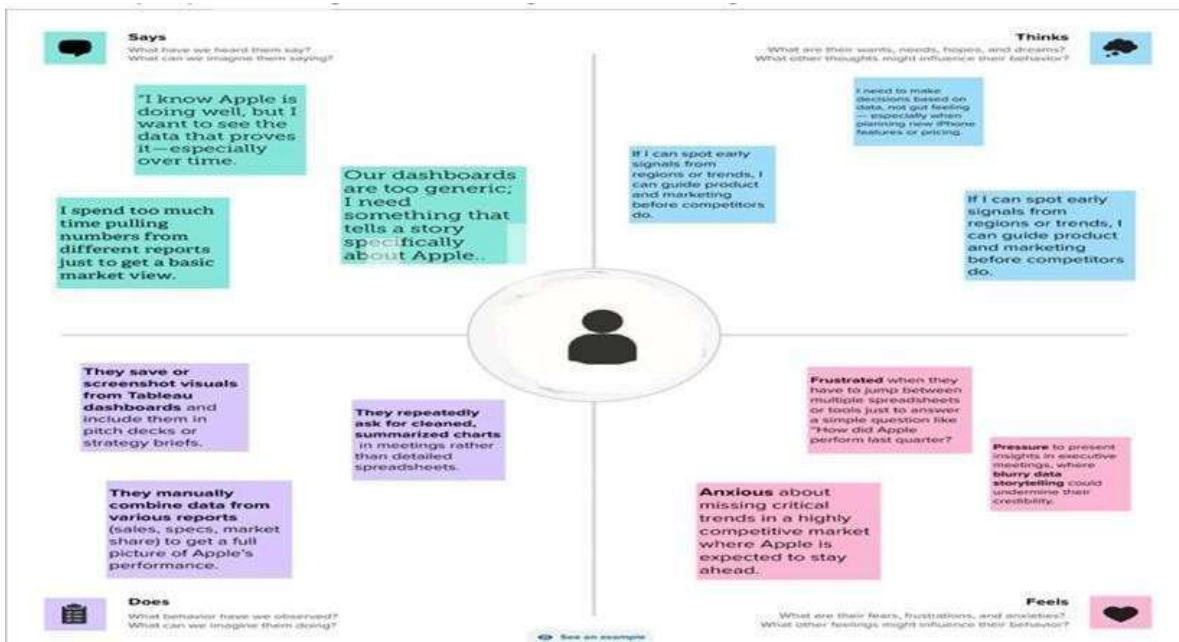 Says
What have we heard them say?
What can we imagine them saying?
"I know Apple is
doing well, but I
want to see the
data that proves
it—especially
over time.
Our dashboards
are too generic;
I need
something that
tells a story
specifically
about Apple..
I spend too much
time pulling
numbers from
different reports
just to get a basic
market view.
Thinks
What are their wants, needs, hopes, and dreams?
What other thoughts might influence their behavior?
I need to make
decisions based on
data, not gut feeling
— especially when
planning new iPhone
features or pricing.
If I can spot early
signals from
regions or trends, I
can guide product
and marketing
before competitors
do.
If I can spot early
signals from
regions or trends, I
can guide product
and marketing
before competitors
do.
They save or
screenshot visuals
from Tableau
dashboards and
include them in
pitch decks or
strategy briefs.
They repeatedly
ask for cleaned,
summarized charts
in meetings rather
than detailed
spreadsheets.
They manually
combine data from
various reports
(sales, specs, market
share) to get a full
picture of Apple's
performance.
Does
What behavior have we observed?
What can we imagine them doing?
Frustrated when they
have to jump between
multiple spreadsheets
or tools just to answer
a simple question like
"How did Apple
perform last quarter?
Pressure to present
insights in executive
meetings, where
blurry data
storytelling could
undermine their
credibility.
Anxious about
missing critical
trends in a highly
competitive market
where Apple is
expected to stay
ahead.
Feels
What are their fears, frustrations, and anxieties?
What other feelings might influence their behavior?
See an example